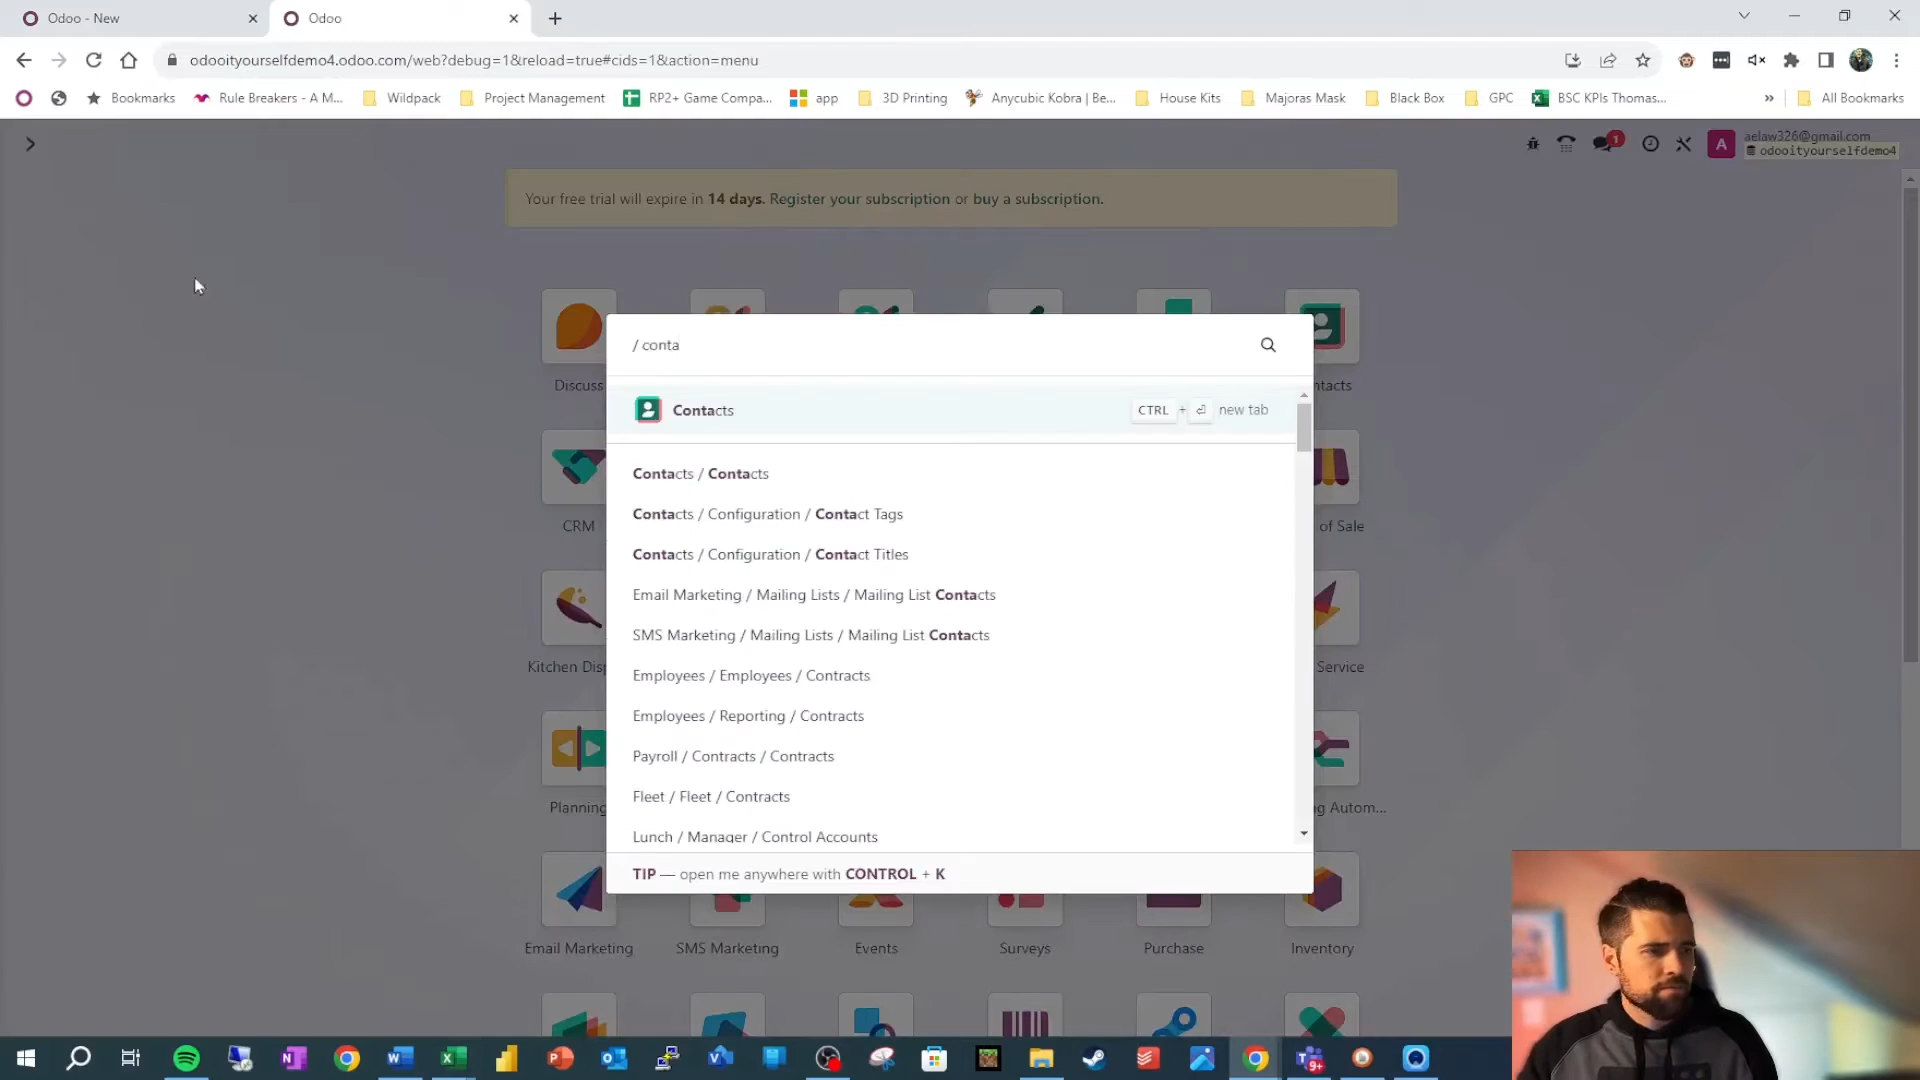 Odoo - New
Odoo
odooityourselfdemo4.odoo.com/web?debug=1&reload=true#cids=1&action=menu
Bookmarks
Rule Breakers - A M...
Wildpack
Project Management
RP2+ Game Compa...
app
3D Printing
Anycubic Kobra | Be...
House Kits
Majoras Mask
Black Box
GPC
BSC KPIs Thomas...
»
All Bookmarks
1
A
aelaw326@gmail.com
odooityourselfdemo4
Your free trial will expire in 14 days. Register your subscription or buy a subscription.
/ conta
Contacts
CTRL + ⏎ new tab
Contacts / Contacts
Contacts / Configuration / Contact Tags
Contacts / Configuration / Contact Titles
Email Marketing / Mailing Lists / Mailing List Contacts
SMS Marketing / Mailing Lists / Mailing List Contacts
Employees / Employees / Contracts
Employees / Reporting / Contracts
Payroll / Contracts / Contracts
Fleet / Fleet / Contracts
Lunch / Manager / Control Accounts
TIP — open me anywhere with CONTROL + K
Discuss
ntacts
CRM
of Sale
Kitchen Disp
Service
Planning
g Autom...
Email Marketing
SMS Marketing
Events
Surveys
Purchase
Inventory
9+